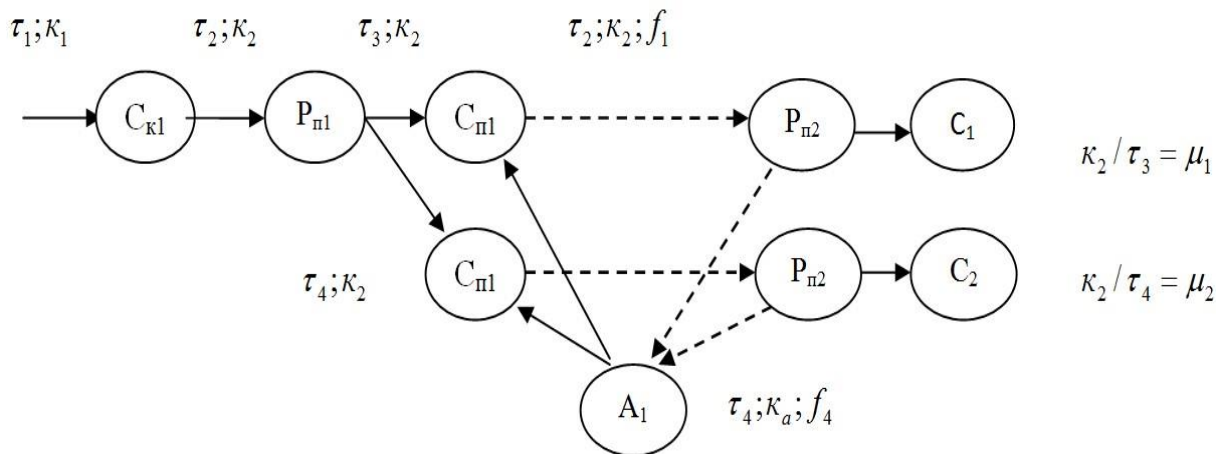 τ₁;κ₁ τ₂;κ₂ τ₃;κ₂ τ₂;κ₂;f₁
Cк1 Pп1 Cп1 Pп2 C₁
κ₂/τ₃=μ₁
Cп1 Pп2 C₂
τ₄;κ₂ κ₂/τ₄=μ₂
A₁ τ₄;κₐ;f₄